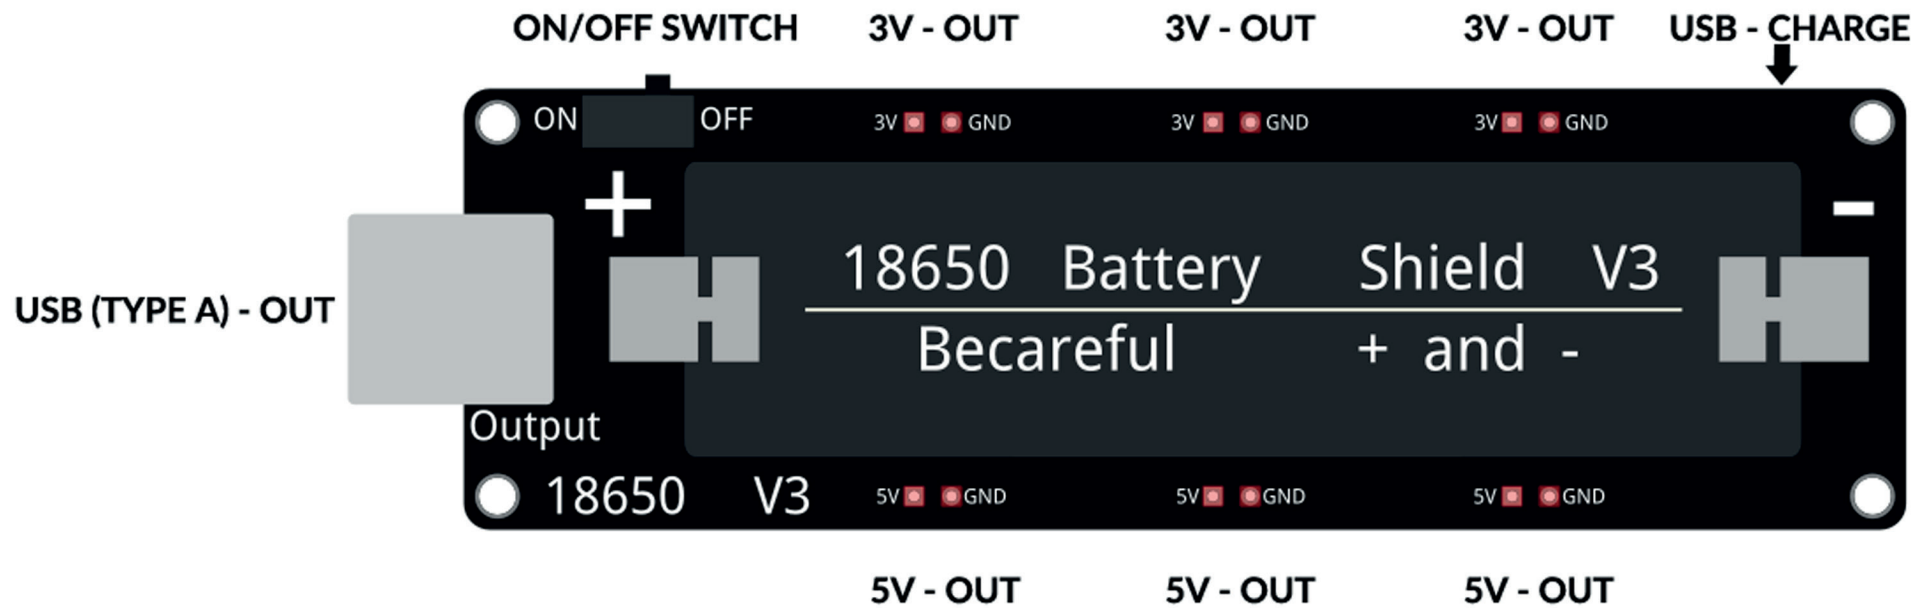 ON/OFF SWITCH 3V - OUT 3V - OUT 3V - OUT USB - CHARGE
ON OFF 3V GND 3V GND 3V GND
+ -
18650 Battery Shield V3
USB (TYPE A) - OUT
Becareful + and -
Output
18650 V3 5V GND 5V GND 5V GND
5V - OUT 5V - OUT 5V - OUT